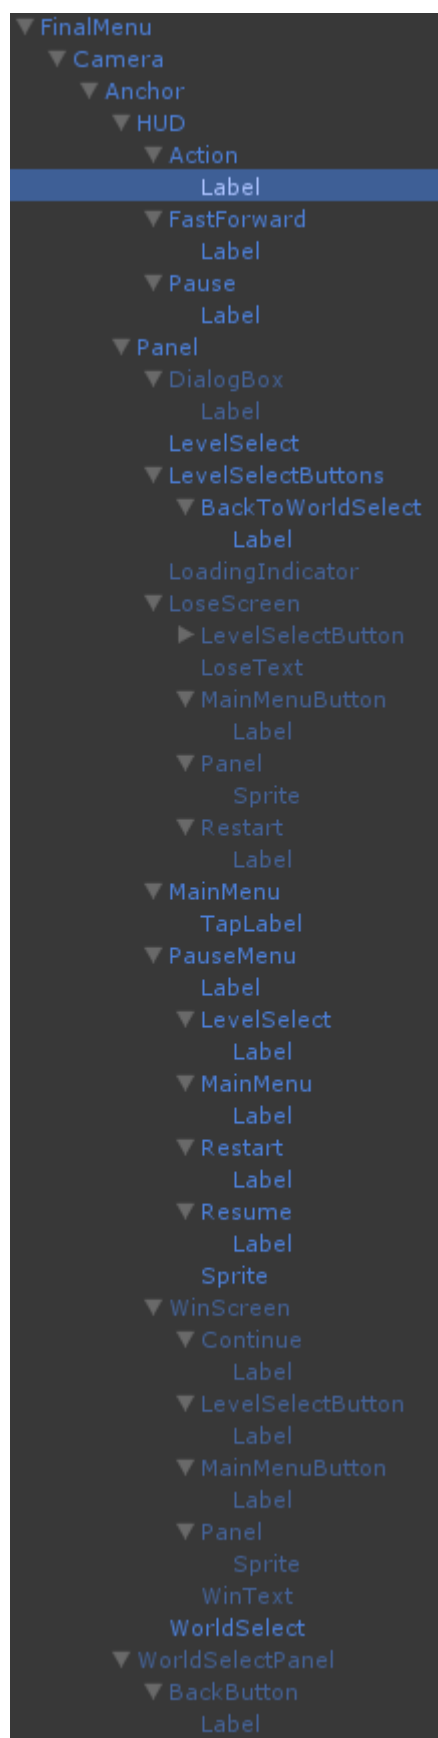 FinalMenu
Camera
Anchor
HUD
Action
Label
FastForward
Label
Pause
Label
Panel
DialogBox
Label
LevelSelect
LevelSelectButtons
BackToWorldSelect
Label
LoadingIndicator
LoseScreen
LevelSelectButton
LoseText
MainMenuButton
Label
Panel
Sprite
Restart
Label
MainMenu
TapLabel
PauseMenu
Label
LevelSelect
Label
MainMenu
Label
Restart
Label
Resume
Label
Sprite
WinScreen
Continue
Label
LevelSelectButton
Label
MainMenuButton
Label
Panel
Sprite
WinText
WorldSelect
WorldSelectPanel
BackButton
Label